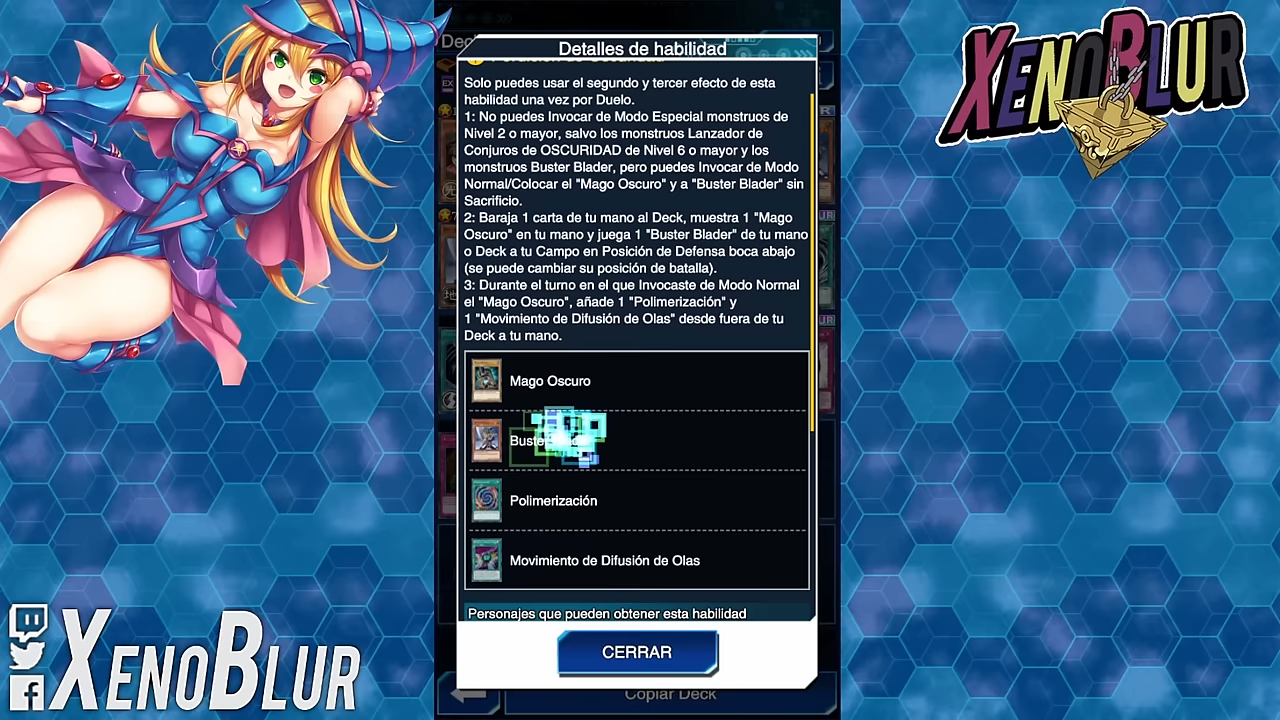 Detalles de habilidad
Solo puedes usar el segundo y tercer efecto de esta
habilidad una vez por Duelo.
1: No puedes Invocar de Modo Especial monstruos de
Nivel 2 o mayor, salvo los monstruos Lanzador de
Conjuros de OSCURIDAD de Nivel 6 o mayor y los
monstruos Buster Blader, pero puedes Invocar de Modo
Normal/Colocar el "Mago Oscuro" y a "Buster Blader" sin
Sacrificio.
2: Baraja 1 carta de tu mano al Deck, muestra 1 "Mago
Oscuro" en tu mano y juega 1 "Buster Blader" de tu mano
o Deck a tu Campo en Posición de Defensa boca abajo
(se puede cambiar su posición de batalla).
3: Durante el turno en el que Invocaste de Modo Normal
el "Mago Oscuro", añade 1 "Polimerización" y
1 "Movimiento de Difusión de Olas" desde fuera de tu
Deck a tu mano.
Mago Oscuro
Polimerización
Movimiento de Difusión de Olas
Personajes que pueden obtener esta habilidad
CERRAR
Copiar Deck
XENOBLUR
XENOBLUR